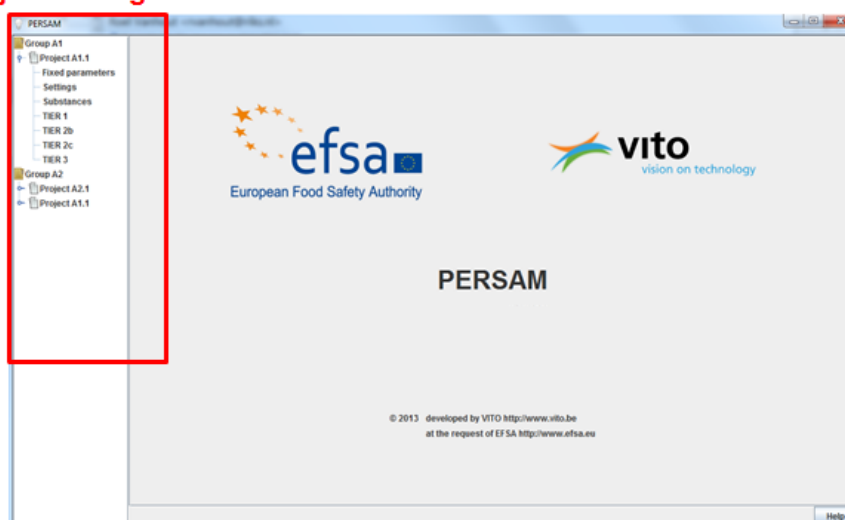 PERSAM
Group A1
Project A1.1
Fixed parameters
Settings
Substances
TIER 1
TIER 2b
TIER 2c
TIER 3
Group A2
Project A2.1
Project A1.1
efsa
European Food Safety Authority
vito
vision on technology
PERSAM
© 2013 developed by VITO http://www.vito.be
at the request of EFSA http://www.efsa.eu
Help